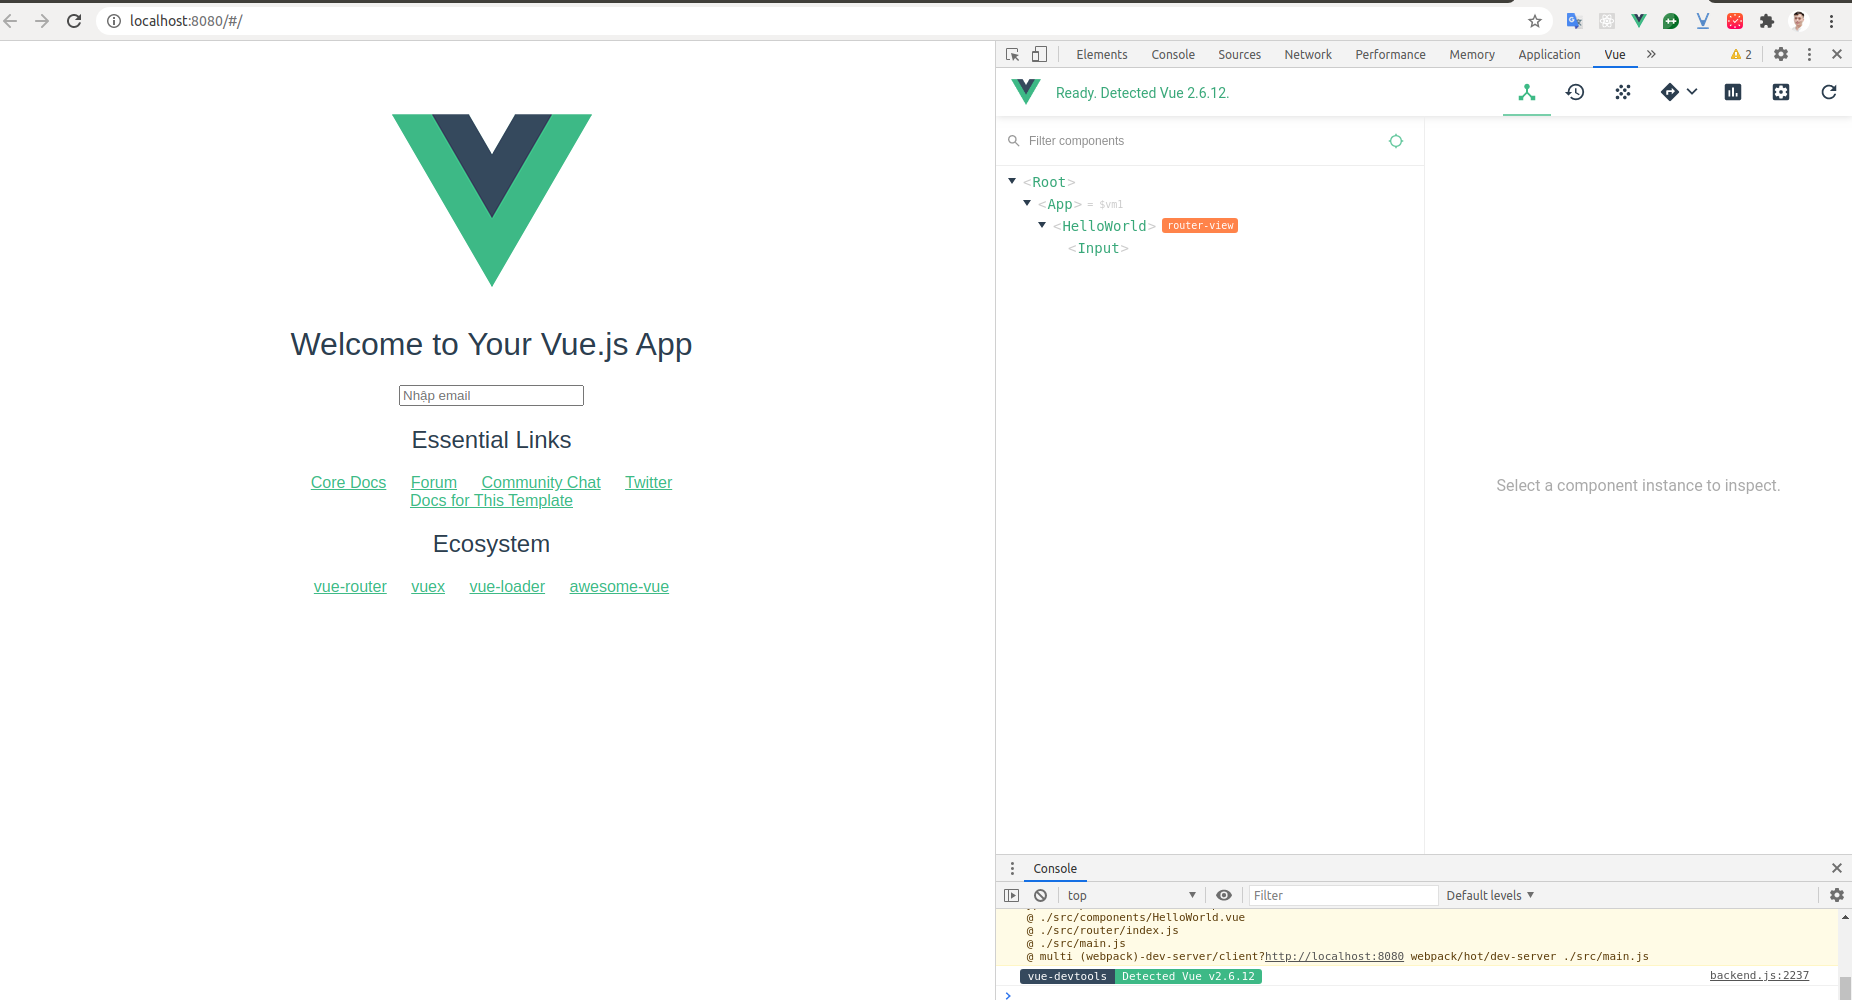 localhost:8080/#/
Elements Console Sources Network Performance Memory Application Vue » 2
Ready. Detected Vue 2.6.12.
Filter components
<Root>
<App> = $vm1
<HelloWorld> router-view
<Input>
Welcome to Your Vue.js App
Nhập email
Essential Links
Core Docs Forum Community Chat Twitter
Docs for This Template
Ecosystem
vue-router vuex vue-loader awesome-vue
Select a component instance to inspect.
Console
top Filter Default levels
@ ./src/components/HelloWorld.vue
@ ./src/router/index.js
@ ./src/main.js
@ multi (webpack)-dev-server/client?http://localhost:8080 webpack/hot/dev-server ./src/main.js
vue-devtools Detected Vue v2.6.12 backend.js:2237